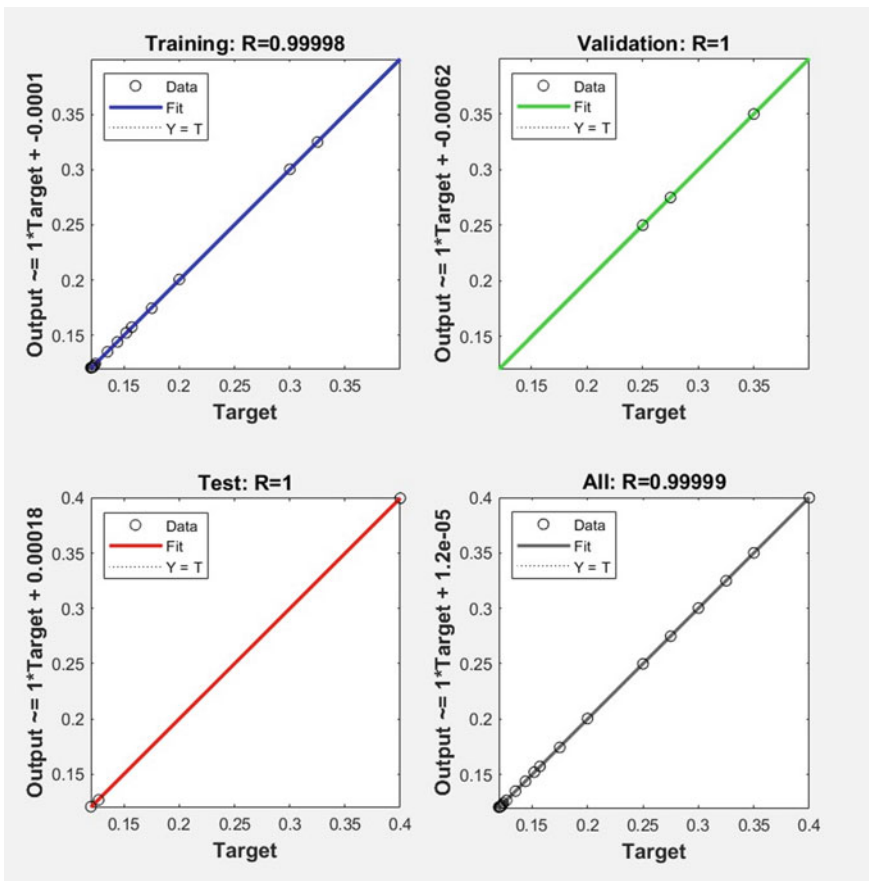 Training: R=0.99998
Output ~= 1*Target + -0.0001
0.35
0.3
0.25
0.2
0.15
Data
Fit
Y = T
0.15 0.2 0.25 0.3 0.35
Target
Validation: R=1
Output ~= 1*Target + -0.00062
0.35
0.3
0.25
0.2
0.15
Data
Fit
Y = T
0.15 0.2 0.25 0.3 0.35
Target
Test: R=1
Output ~= 1*Target + 0.00018
0.4
0.35
0.3
0.25
0.2
0.15
Data
Fit
Y = T
0.15 0.2 0.25 0.3 0.35 0.4
Target
All: R=0.99999
Output ~= 1*Target + 1.2e-05
0.4
0.35
0.3
0.25
0.2
0.15
Data
Fit
Y = T
0.15 0.2 0.25 0.3 0.35 0.4
Target